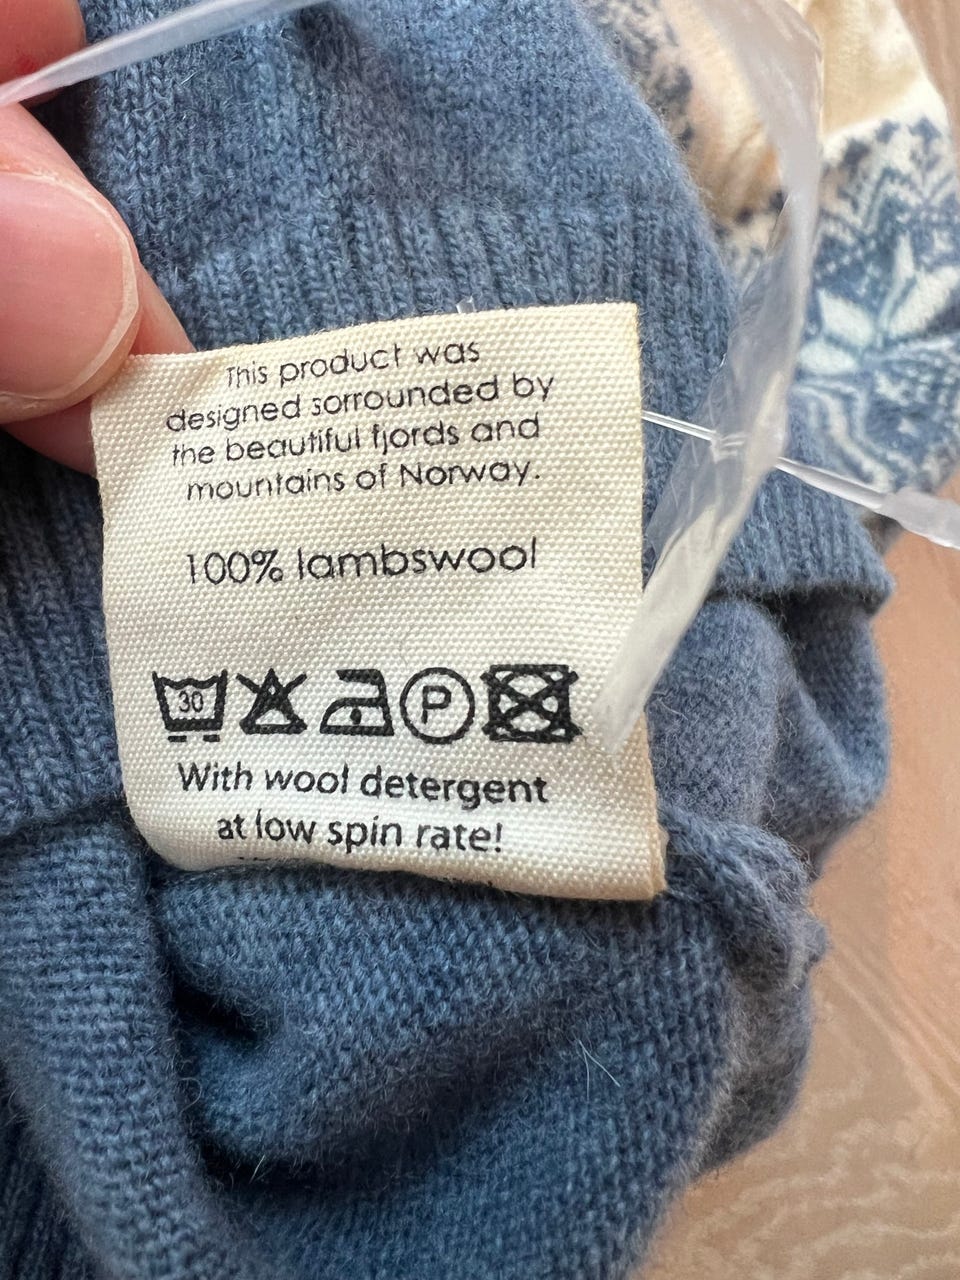 This product was
designed sorrounded by
the beautiful fjords and
mountains of Norway.
100% lambswool
30
P
With wool detergent
at low spin rate!